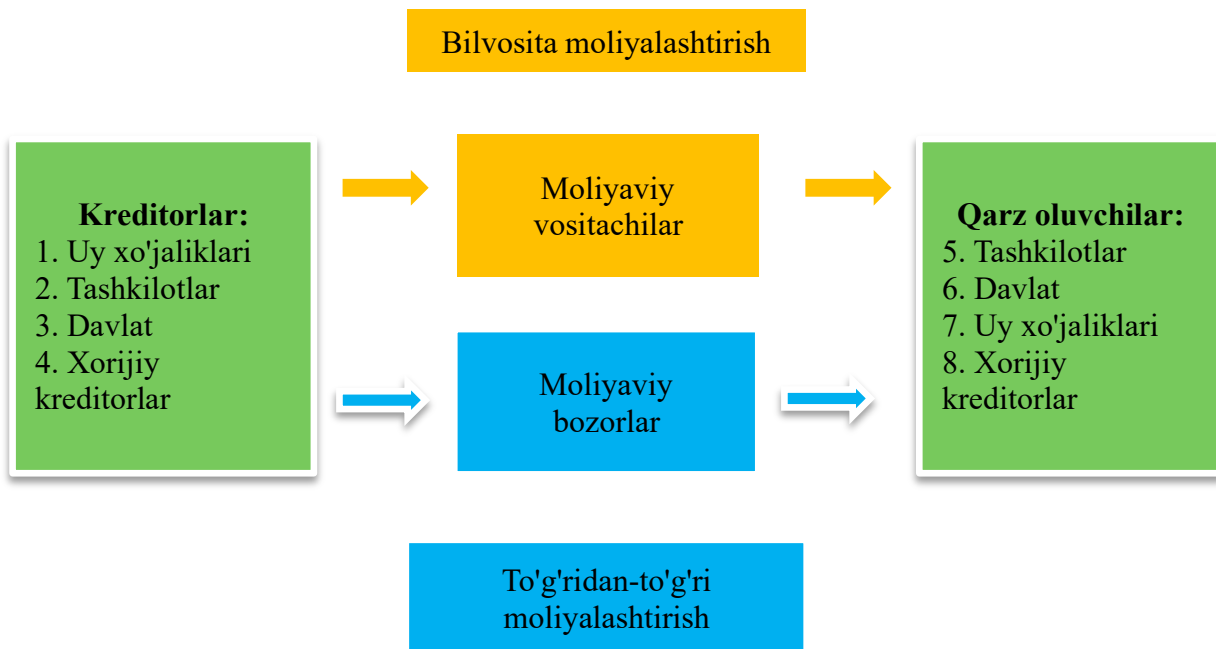 Bilvosita moliyalashtirish
Kreditorlar:
1. Uy xo'jaliklari
2. Tashkilotlar
3. Davlat
4. Xorijiy
kreditorlar
Moliyaviy
vositachilar
Moliyaviy
bozorlar
Qarz oluvchilar:
5. Tashkilotlar
6. Davlat
7. Uy xo'jaliklari
8. Xorijiy
kreditorlar
To'g'ridan-to'g'ri
moliyalashtirish